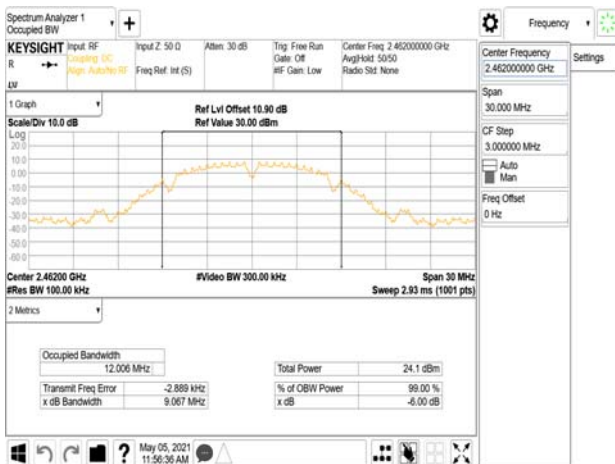 Spectrum Analyzer 1
Occupied BW
KEYSIGHT
R
LV
Input: RF
Coupling: DC
Align: Auto/No RF
Input Z: 50 Ω
Freq Ref: Int (S)
Atten: 30 dB
Trig: Free Run
Gate: Off
#IF Gain: Low
Center Freq: 2.462000000 GHz
Avg|Hold: 50/50
Radio Std: None
1 Graph
Scale/Div 10.0 dB
Ref Lvl Offset 10.90 dB
Ref Value 30.00 dBm
Log
20.0
10.0
0.00
-10.0
-20.0
-30.0
-40.0
-50.0
-60.0
Center 2.46200 GHz
#Res BW 100.00 kHz
#Video BW 300.00 kHz
Span 30 MHz
Sweep 2.93 ms (1001 pts)
2 Metrics
Occupied Bandwidth
12.006 MHz
Total Power 24.1 dBm
Transmit Freq Error -2.889 kHz
% of OBW Power 99.00 %
x dB Bandwidth 9.067 MHz
x dB -6.00 dB
?
May 05, 2021
11:56:36 AM
Frequency
Center Frequency
2.462000000 GHz
Settings
Span
30.000 MHz
CF Step
3.000000 MHz
Auto
Man
Freq Offset
0 Hz